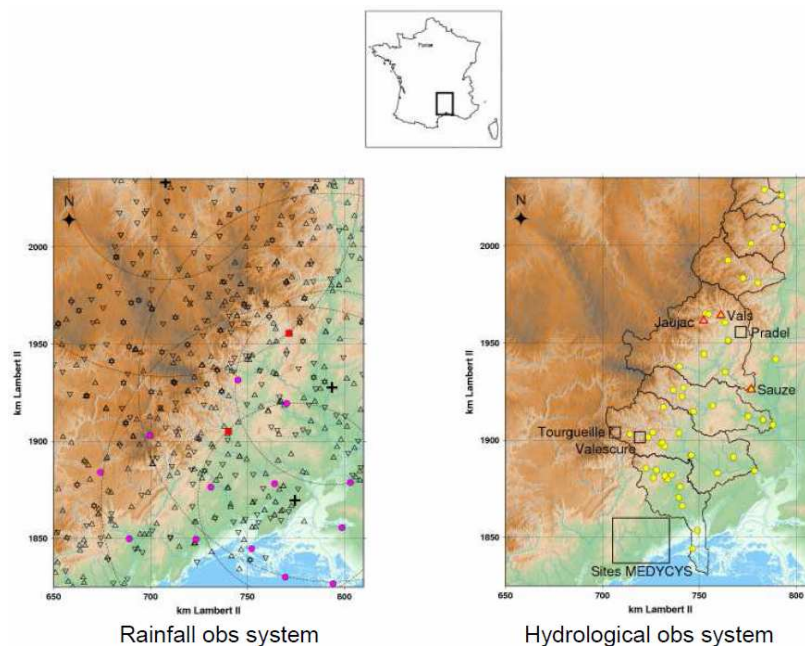 France
N
2000
1950
1900
1850
km Lambert II
650
700
750
800
km Lambert II
Rainfall obs system
N
2000
1950
1900
1850
km Lambert II
Vals
Jaujac
Pradel
Sauze
Tourgueille
Valescure
Sites MEDYCYS
650
700
750
800
km Lambert II
Hydrological obs system